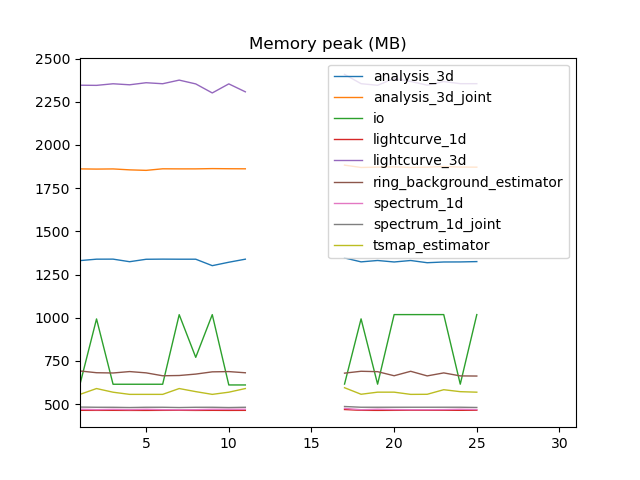 Memory peak (MB)
2500
2250
2000
1750
1500
1250
1000
750
500
analysis_3d
analysis_3d_joint
io
lightcurve_1d
lightcurve_3d
ring_background_estimator
spectrum_1d
spectrum_1d_joint
tsmap_estimator
5
10
15
20
25
30